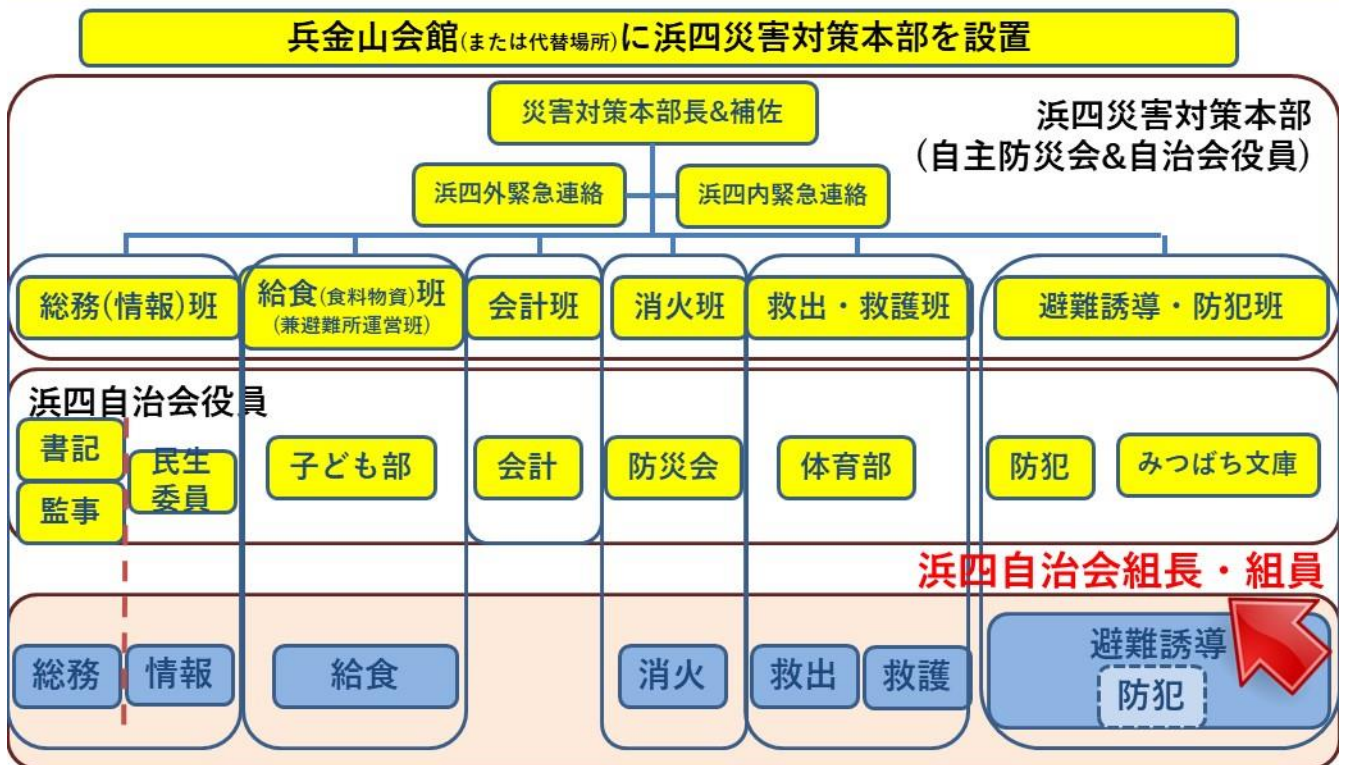 兵金山会館(または代替場所)に浜四災害対策本部を設置
災害対策本部長&補佐
浜四災害対策本部
(自主防災会&自治会役員)
浜四外緊急連絡
浜四内緊急連絡
総務(情報)班
給食(食料物資)班
(兼避難所運営班)
会計班
消火班
救出・救護班
避難誘導・防犯班
浜四自治会役員
書記
監事
民生
委員
子ども部
会計
防災会
体育部
防犯
みつばち文庫
浜四自治会組長・組員
総務
情報
給食
消火
救出
救護
避難誘導
防犯